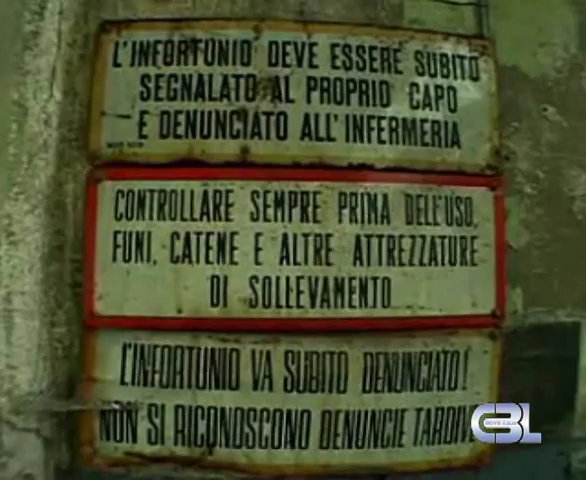 L'INFORTUNIO DEVE ESSERE SUBITO
SEGNALATO AL PROPRIO CAPO
E DENUNCIATO ALL'INFERMERIA
CONTROLLARE SEMPRE PRIMA DELL'USO,
FUNI, CATENE E ALTRE ATTREZZATURE
DI SOLLEVAMENTO
L'INFORTUNIO VA SUBITO DENUNCIATO!
NON SI RICONOSCONO DENUNCIE TARDIVE
CBL